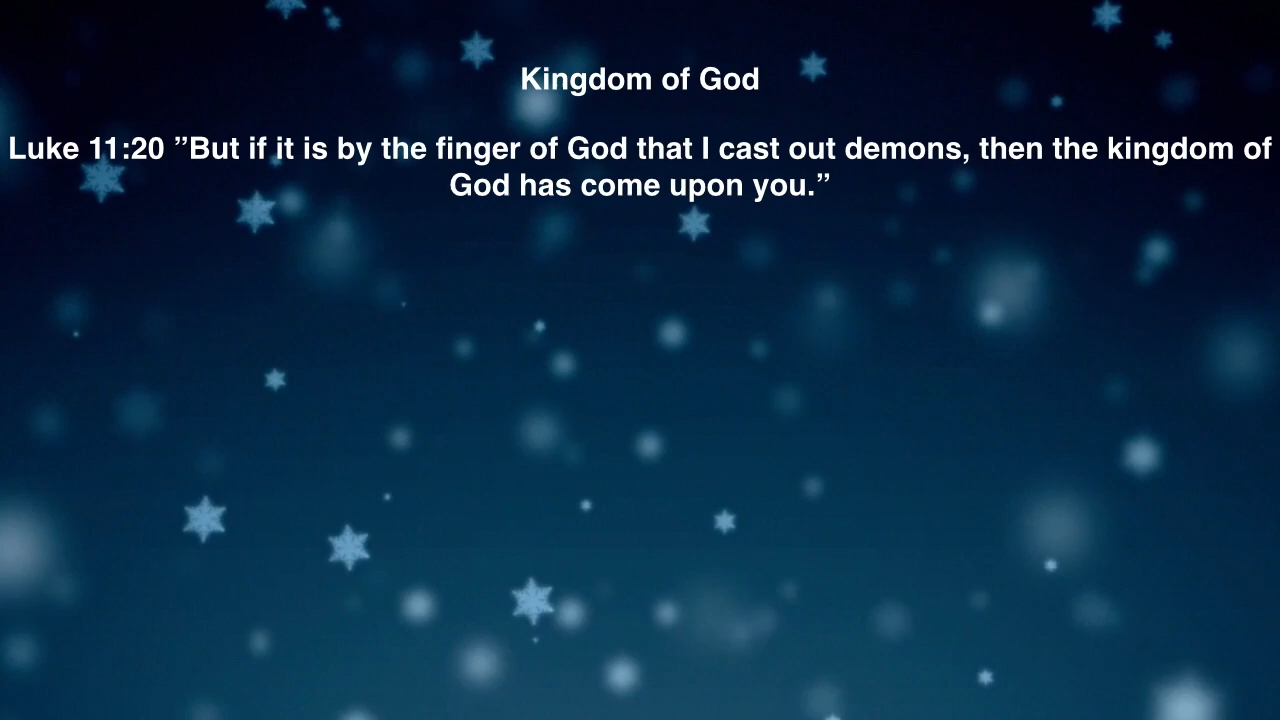 Kingdom of God
Luke 11:20 ”But if it is by the finger of God that I cast out demons, then the kingdom of
God has come upon you.”